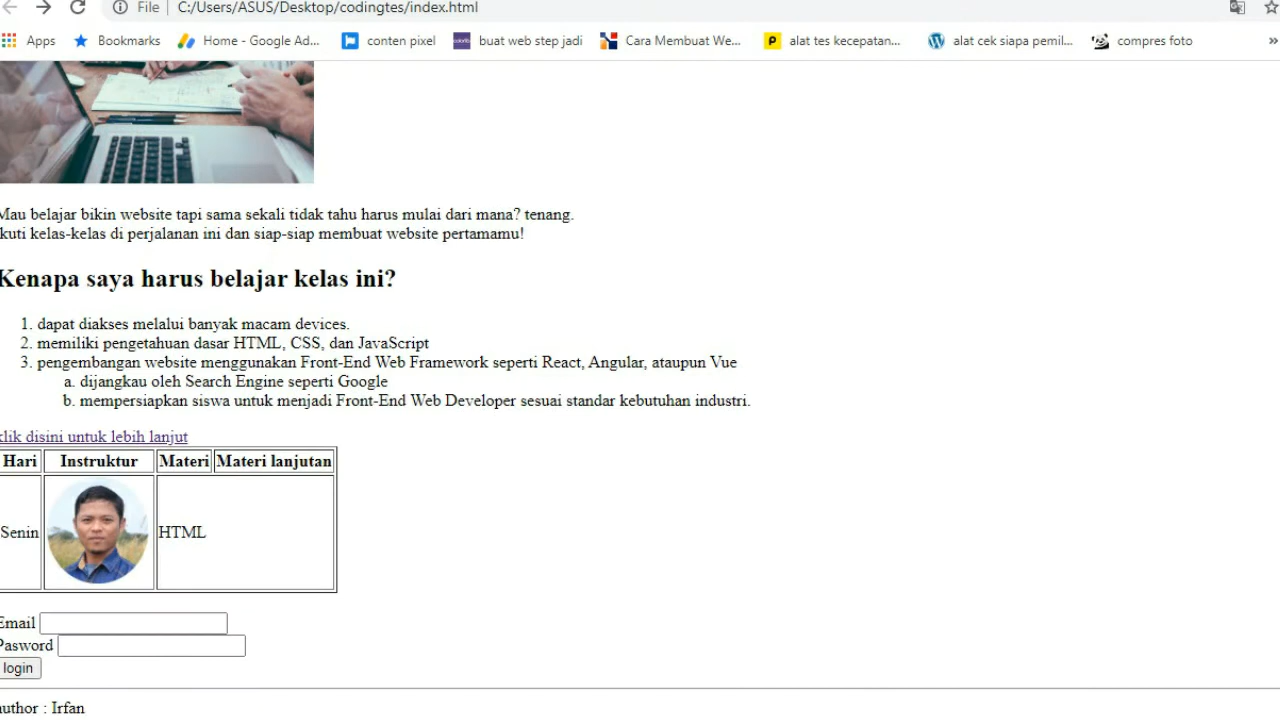 File | C:/Users/ASUS/Desktop/codingtes/index.html
Apps Bookmarks Home - Google Ad... conten pixel buat web step jadi Cara Membuat We... alat tes kecepatan... alat cek siapa pemil... compres foto »
Mau belajar bikin website tapi sama sekali tidak tahu harus mulai dari mana? tenang.
kuti kelas-kelas di perjalanan ini dan siap-siap membuat website pertamamu!
Kenapa saya harus belajar kelas ini?
1. dapat diakses melalui banyak macam devices.
2. memiliki pengetahuan dasar HTML, CSS, dan JavaScript
3. pengembangan website menggunakan Front-End Web Framework seperti React, Angular, ataupun Vue
a. dijangkau oleh Search Engine seperti Google
b. mempersiapkan siswa untuk menjadi Front-End Web Developer sesuai standar kebutuhan industri.
klik disini untuk lebih lanjut
Hari Instruktur Materi Materi lanjutan
Senin HTML
Email
Pasword
login
author : Irfan